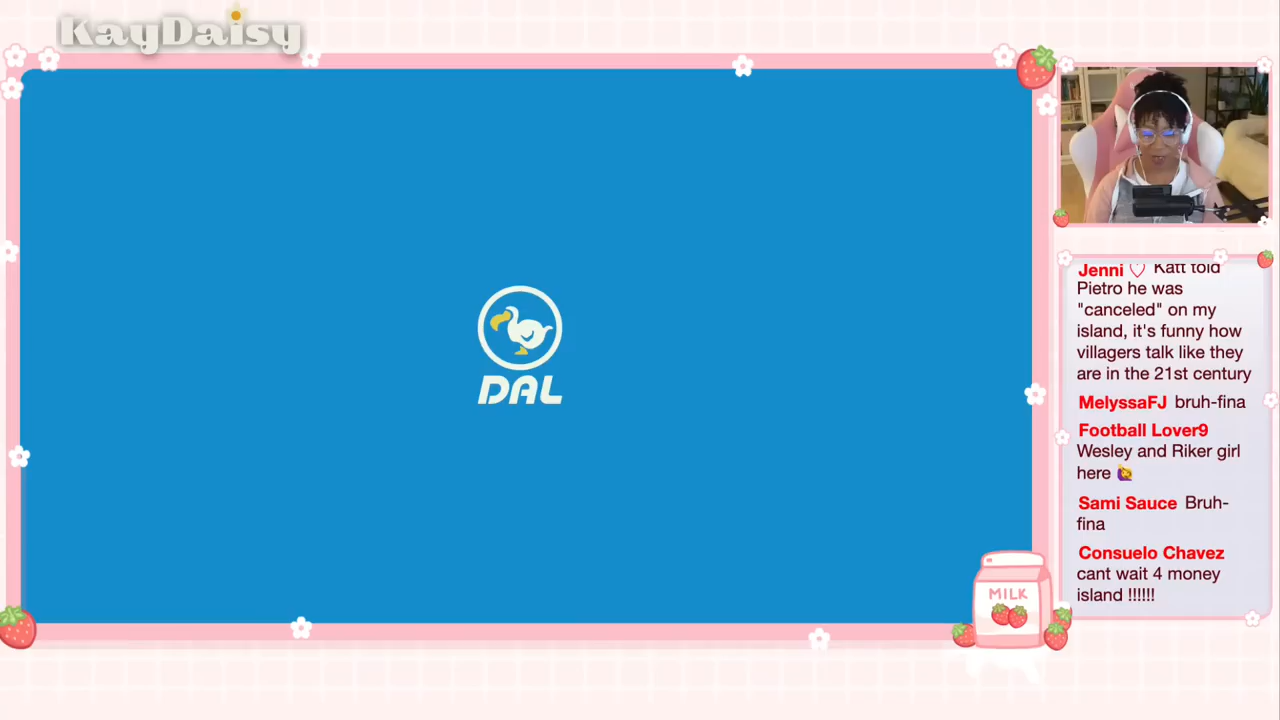 KayDaisy
DAL
Jenni ♡ Katt told
Pietro he was
"canceled" on my
island, it's funny how
villagers talk like they
are in the 21st century
MelyssaFJ bruh-fina
Football Lover9
Wesley and Riker girl
here 🙋‍♀️
Sami Sauce Bruh-
fina
Consuelo Chavez
cant wait 4 money
island !!!!!!
MILK